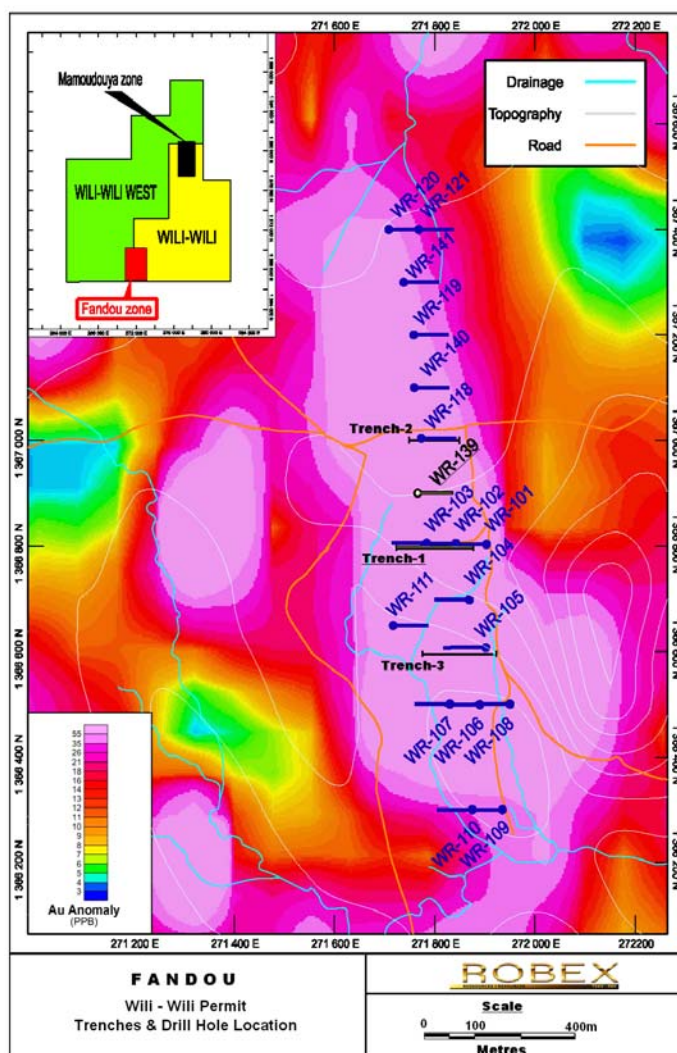 271 600 E
271 800 E
272 000 E
272 200 E
Mamoudouya zone
WILI-WILI WEST
WILI-WILI
Fandou zone
Drainage
Topography
Road
WR-120
WR-121
WR-141
WR-119
WR-140
WR-118
Trench-2
WR-139
WR-103
WR-102
WR-101
Trench-1
WR-104
WR-111
WR-105
Trench-3
WR-107
WR-106
WR-108
WR-110
WR-109
1 367 000 N
1 366 800 N
1 366 600 N
1 366 400 N
1 366 200 N
55
35
26
21
18
16
14
13
12
11
10
9
8
7
6
5
4
3
Au Anomaly
(PPB)
271 200 E
271 400 E
271 600 E
271 800 E
272 000 E
272200 E
FANDOU
Wili - Wili Permit
Trenches & Drill Hole Location
ROBEX
Scale
0 100 400m
Metres